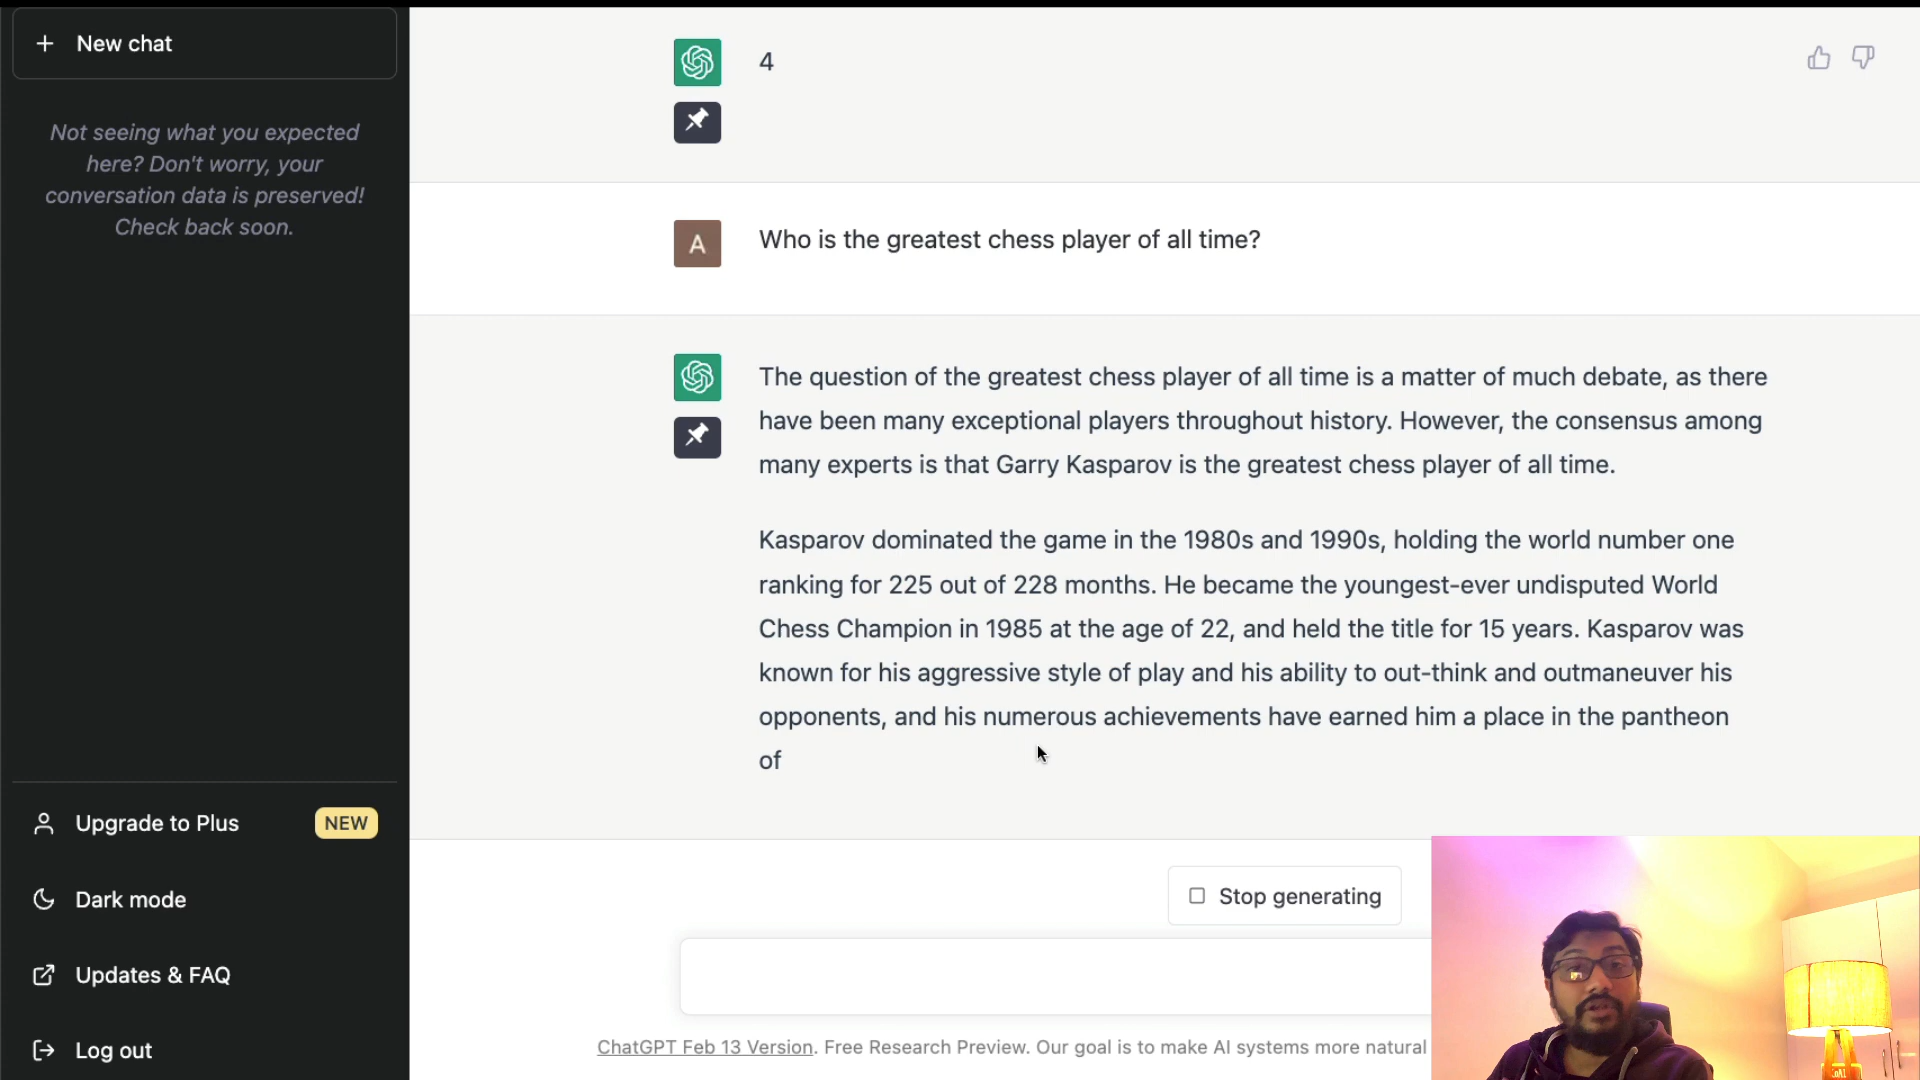 New chat
Not seeing what you expected
here? Don't worry, your
conversation data is preserved!
Check back soon.
Upgrade to Plus
NEW
Dark mode
Updates & FAQ
Log out
4
A
Who is the greatest chess player of all time?
The question of the greatest chess player of all time is a matter of much debate, as there
have been many exceptional players throughout history. However, the consensus among
many experts is that Garry Kasparov is the greatest chess player of all time.
Kasparov dominated the game in the 1980s and 1990s, holding the world number one
ranking for 225 out of 228 months. He became the youngest-ever undisputed World
Chess Champion in 1985 at the age of 22, and held the title for 15 years. Kasparov was
known for his aggressive style of play and his ability to out-think and outmaneuver his
opponents, and his numerous achievements have earned him a place in the pantheon
of
Stop generating
ChatGPT Feb 13 Version. Free Research Preview. Our goal is to make AI systems more natural